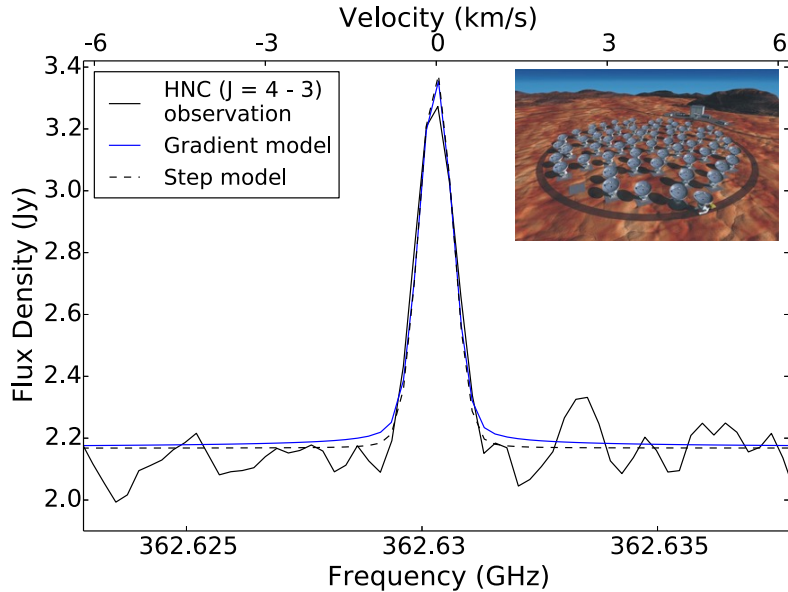 Velocity (km/s)
-6 -3 0 3 6
HNC (J = 4 - 3)
observation
Gradient model
Step model
Flux Density (Jy)
3.4
3.2
3.0
2.8
2.6
2.4
2.2
2.0
362.625 362.63 362.635
Frequency (GHz)